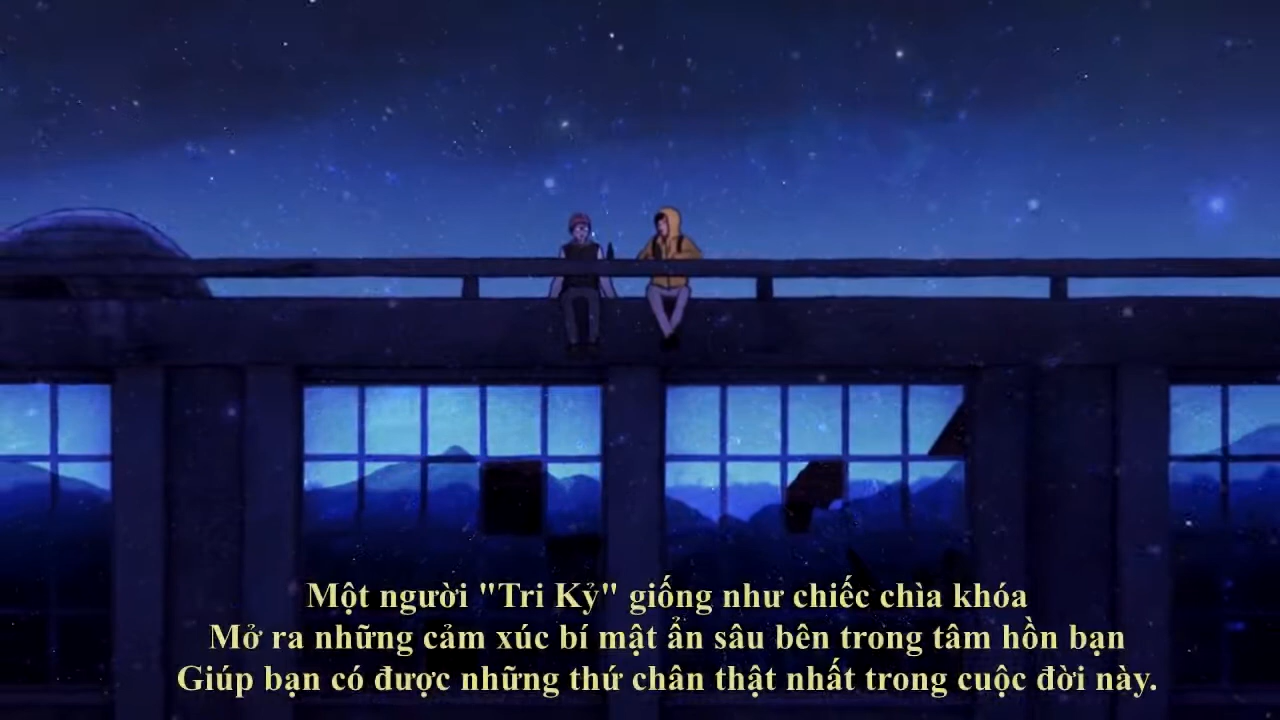 Một người "Tri Kỷ" giống như chiếc chìa khóa
Mở ra những cảm xúc bí mật ẩn sâu bên trong tâm hồn bạn
Giúp bạn có được những thứ chân thật nhất trong cuộc đời này.